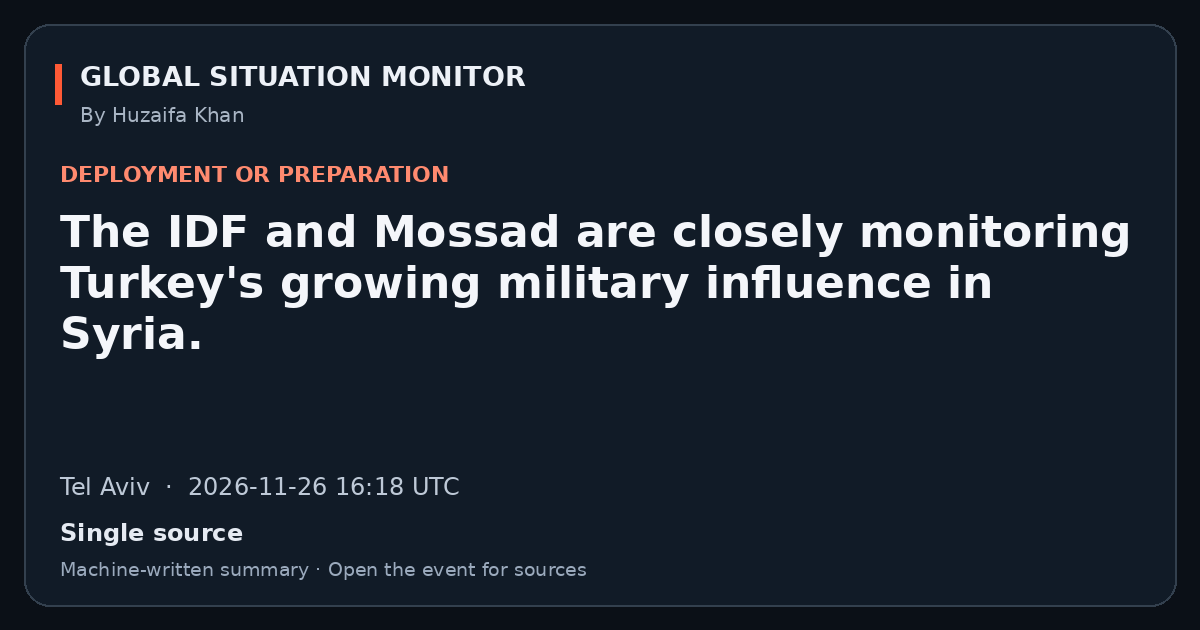 GLOBAL SITUATION MONITOR
By Huzaifa Khan
DEPLOYMENT OR PREPARATION
The IDF and Mossad are closely monitoring
Turkey's growing military influence in
Syria.
Tel Aviv · 2026-11-26 16:18 UTC
Single source
Machine-written summary · Open the event for sources